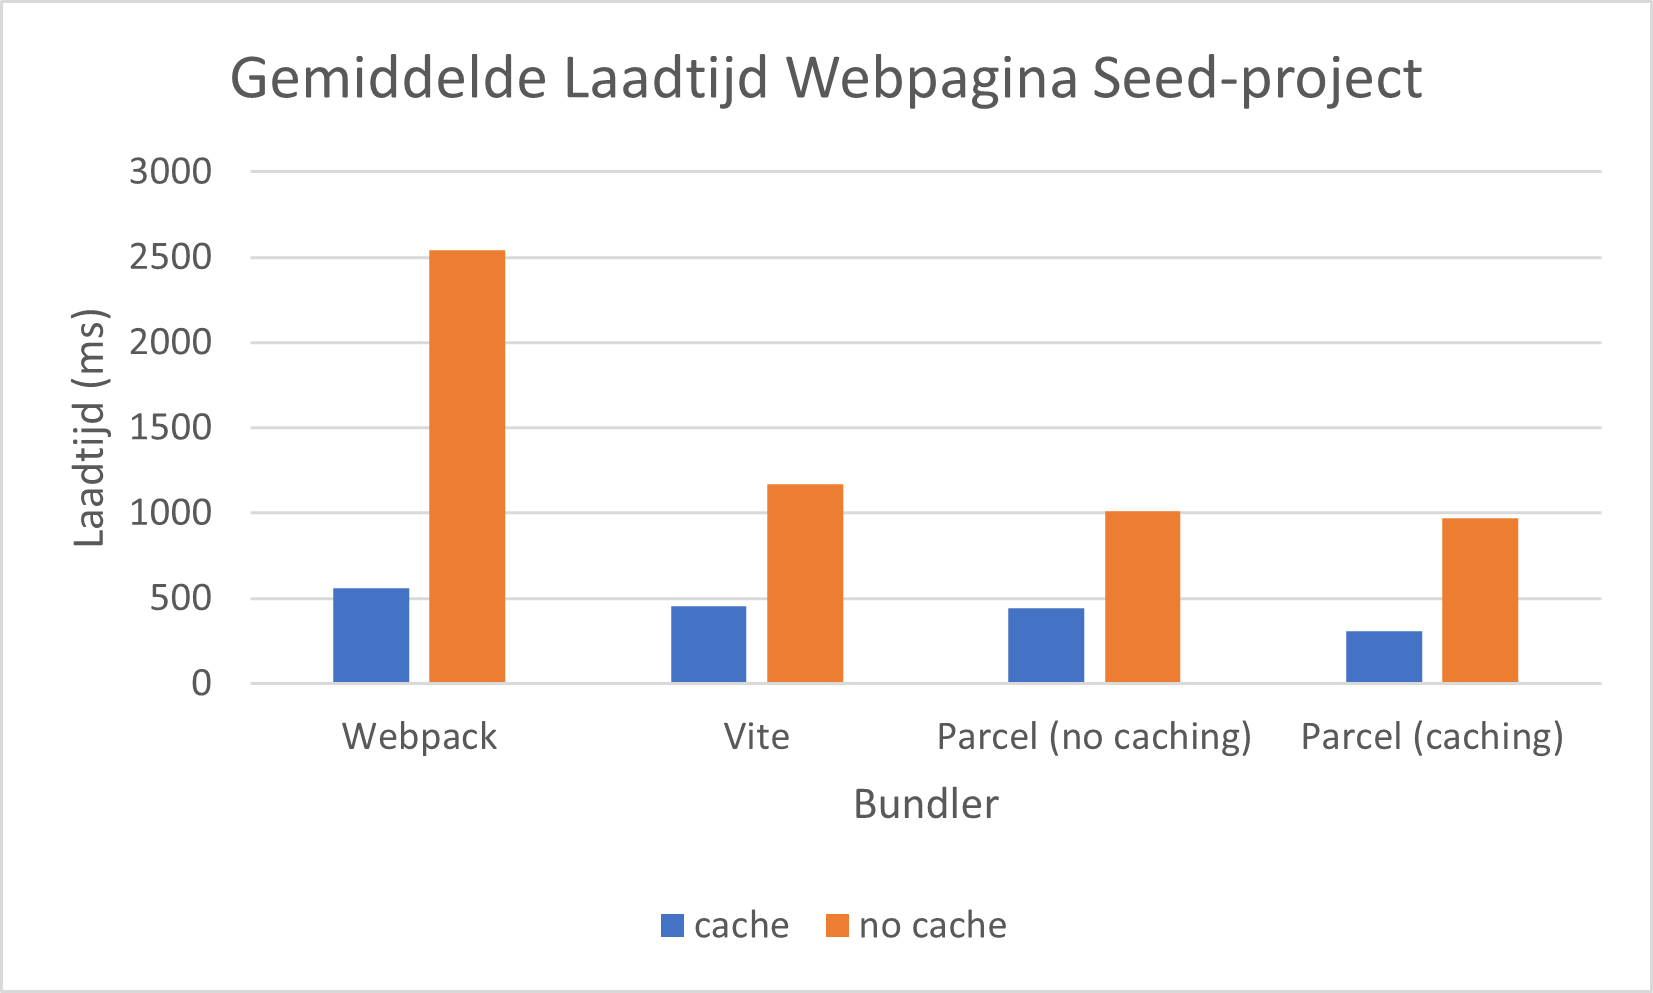 Gemiddelde Laadtijd Webpagina Seed-project
3000
2500
2000
1500
1000
500
0
Laadtijd (ms)
Webpack
Vite
Parcel (no caching)
Parcel (caching)
Bundler
cache
no cache